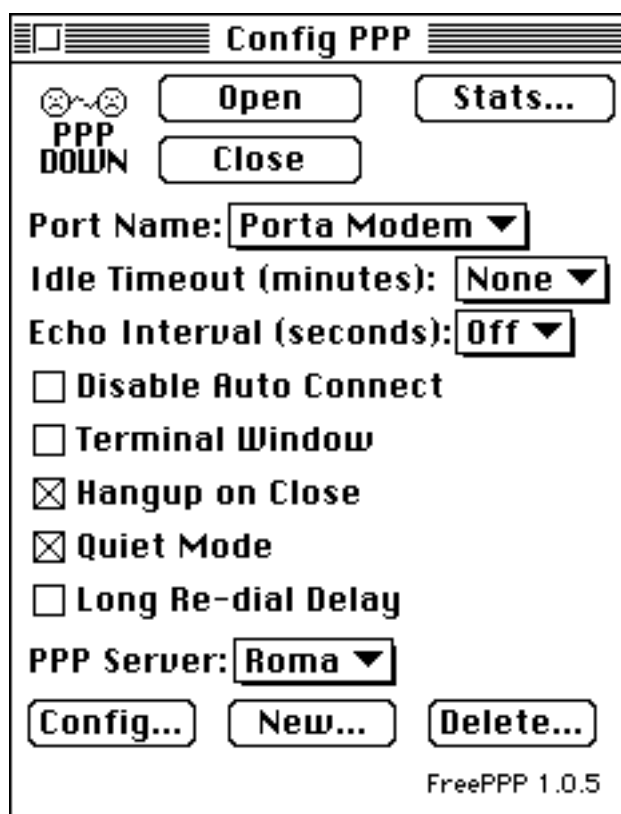 Config PPP
Open
Stats...
PPP
DOWN
Close
Port Name: Porta Modem
Idle Timeout (minutes): None
Echo Interval (seconds): Off
Disable Auto Connect
Terminal Window
Hangup on Close
Quiet Mode
Long Re-dial Delay
PPP Server: Roma
Config... New... Delete...
FreePPP 1.0.5